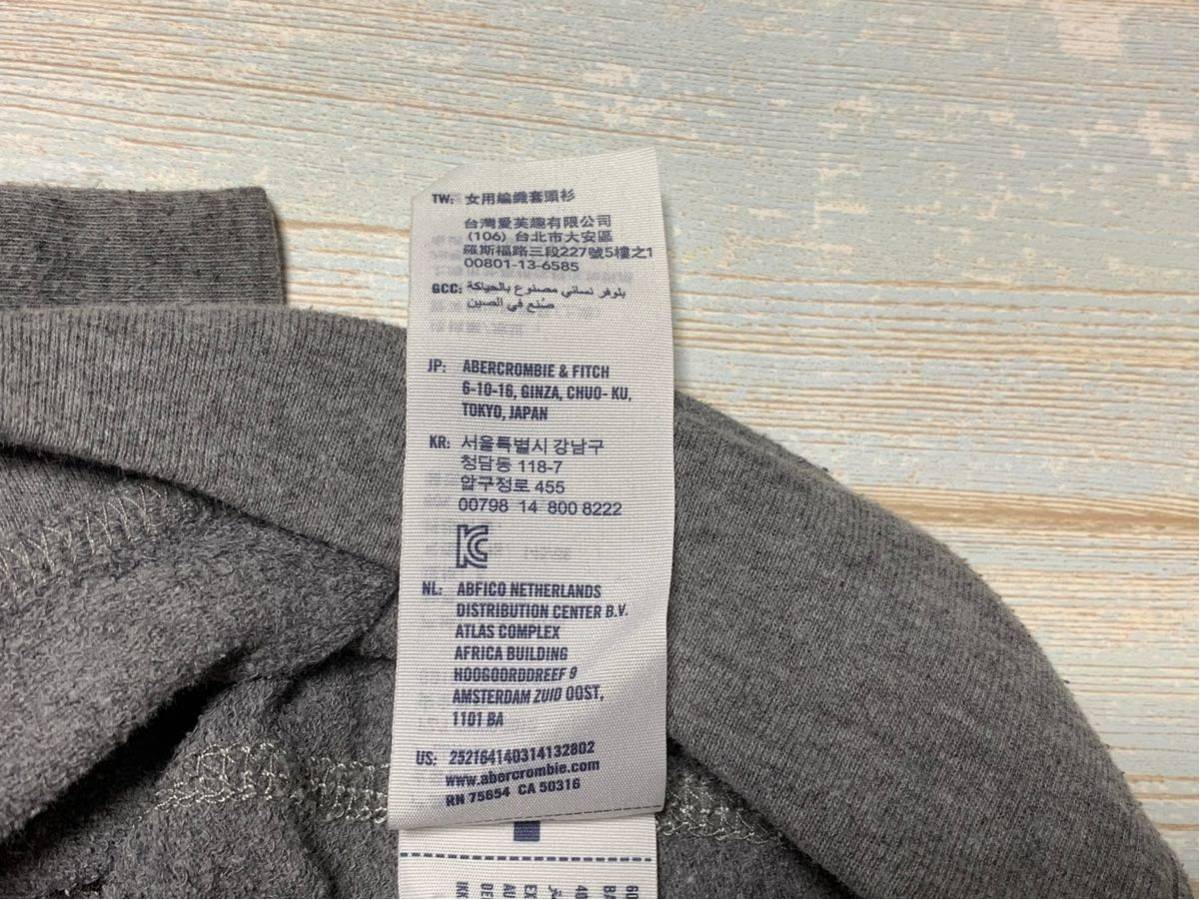 TW: 女用編織套頭衫
台灣愛芙趣有限公司
(106) 台北市大安區
羅斯福路三段227號5樓之1
00801-13-6585
GCC: بلوفر نسائي مصنوع بالحياكة
صُنع في الصين
JP: ABERCROMBIE & FITCH
6-10-16, GINZA, CHUO- KU,
TOKYO, JAPAN
KR: 서울특별시 강남구
청담동 118-7
압구정로 455
00798 14 800 8222
KC
NL: ABFICO NETHERLANDS
DISTRIBUTION CENTER B.V.
ATLAS COMPLEX
AFRICA BUILDING
HOOGOORDDREEF 9
AMSTERDAM ZUID OOST,
1101 BA
US: 252164140314132802
www.abercrombie.com
RN 75654 CA 50316